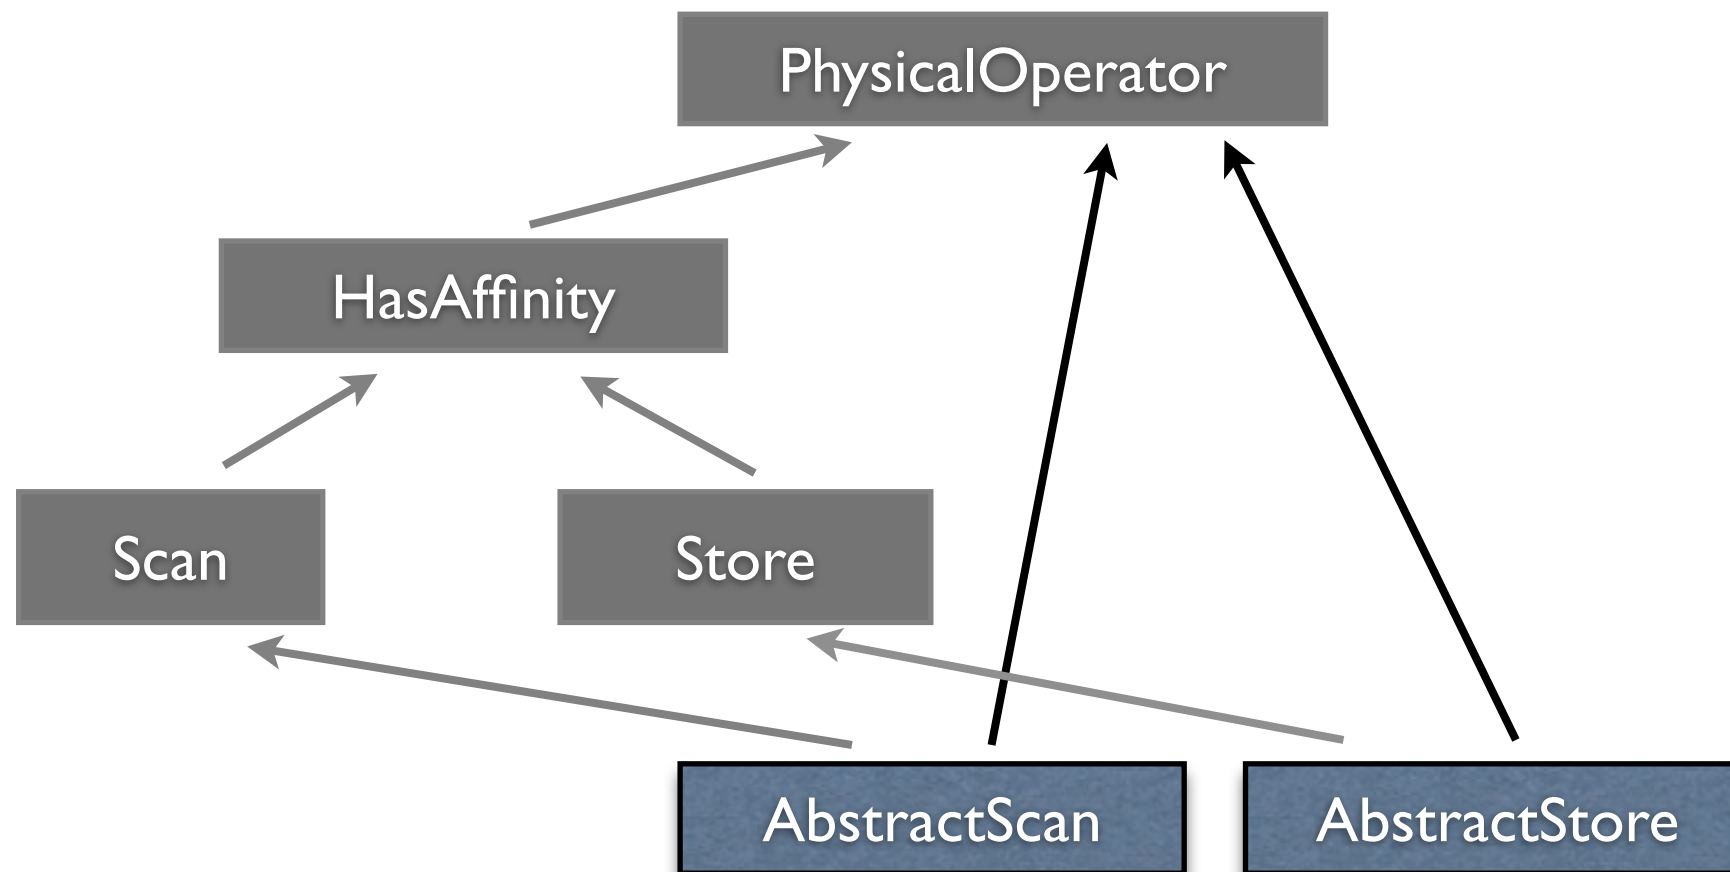 PhysicalOperator
HasAffinity
Scan
Store
AbstractScan
AbstractStore